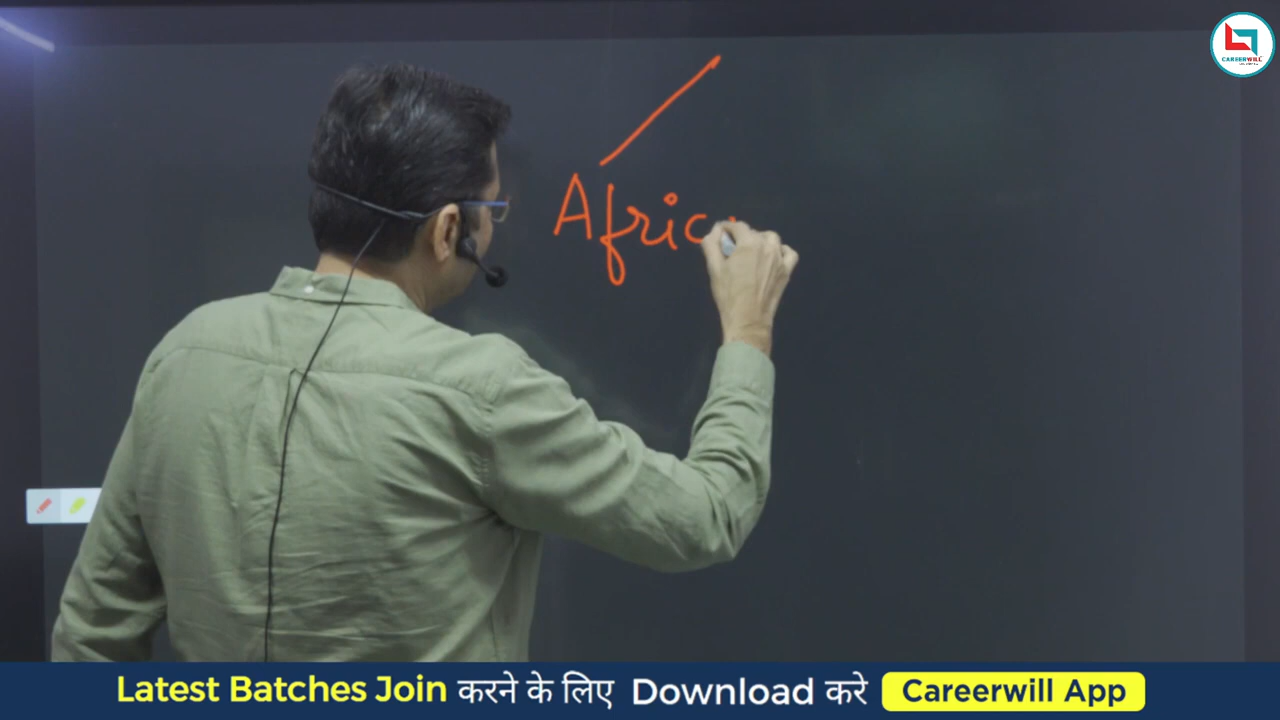 CAREERWILL
Afric
Latest Batches Join करने के लिए Download करे Careerwill App